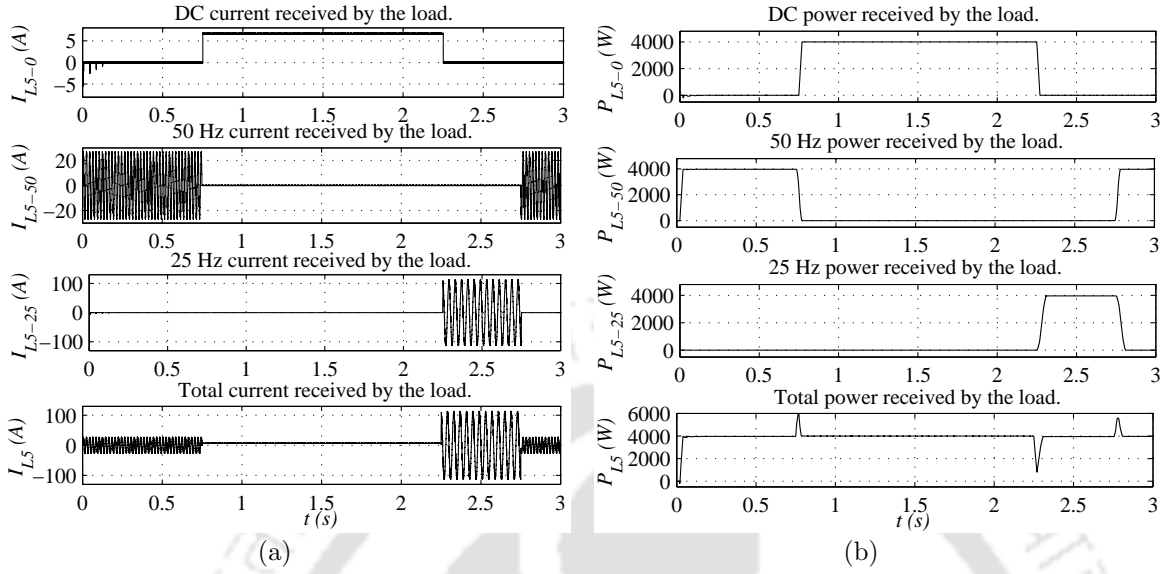 DC current received by the load.
I_{L5−0} (A)
5
0
−5
0 0.5 1 1.5 2 2.5 3
50 Hz current received by the load.
I_{L5−50} (A)
20
0
−20
0 0.5 1 1.5 2 2.5 3
25 Hz current received by the load.
I_{L5−25} (A)
100
0
−100
0 0.5 1 1.5 2 2.5 3
Total current received by the load.
I_{L5} (A)
100
0
−100
0 0.5 1 1.5 2 2.5 3
t (s)
(a)
DC power received by the load.
P_{L5−0} (W)
4000
2000
0
0 0.5 1 1.5 2 2.5 3
50 Hz power received by the load.
P_{L5−50} (W)
4000
2000
0
0 0.5 1 1.5 2 2.5 3
25 Hz power received by the load.
P_{L5−25} (W)
4000
2000
0
0 0.5 1 1.5 2 2.5 3
Total power received by the load.
P_{L5} (W)
6000
4000
2000
0
0 0.5 1 1.5 2 2.5 3
t (s)
(b)